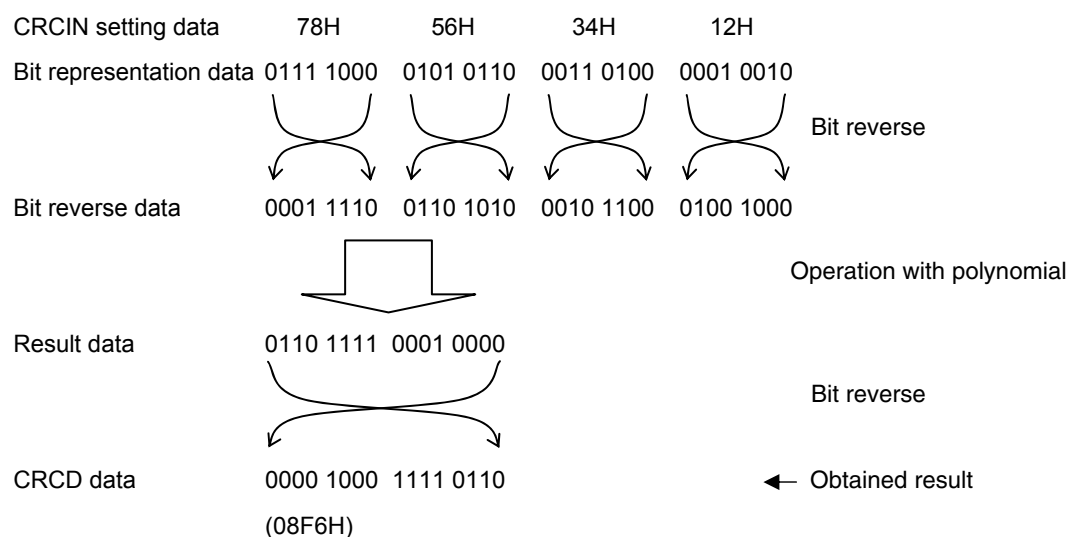 CRCIN setting data 78H 56H 34H 12H
Bit representation data 0111 1000 0101 0110 0011 0100 0001 0010
Bit reverse
Bit reverse data 0001 1110 0110 1010 0010 1100 0100 1000
Operation with polynomial
Result data 0110 1111 0001 0000
Bit reverse
CRCD data 0000 1000 1111 0110 Obtained result
(08F6H)